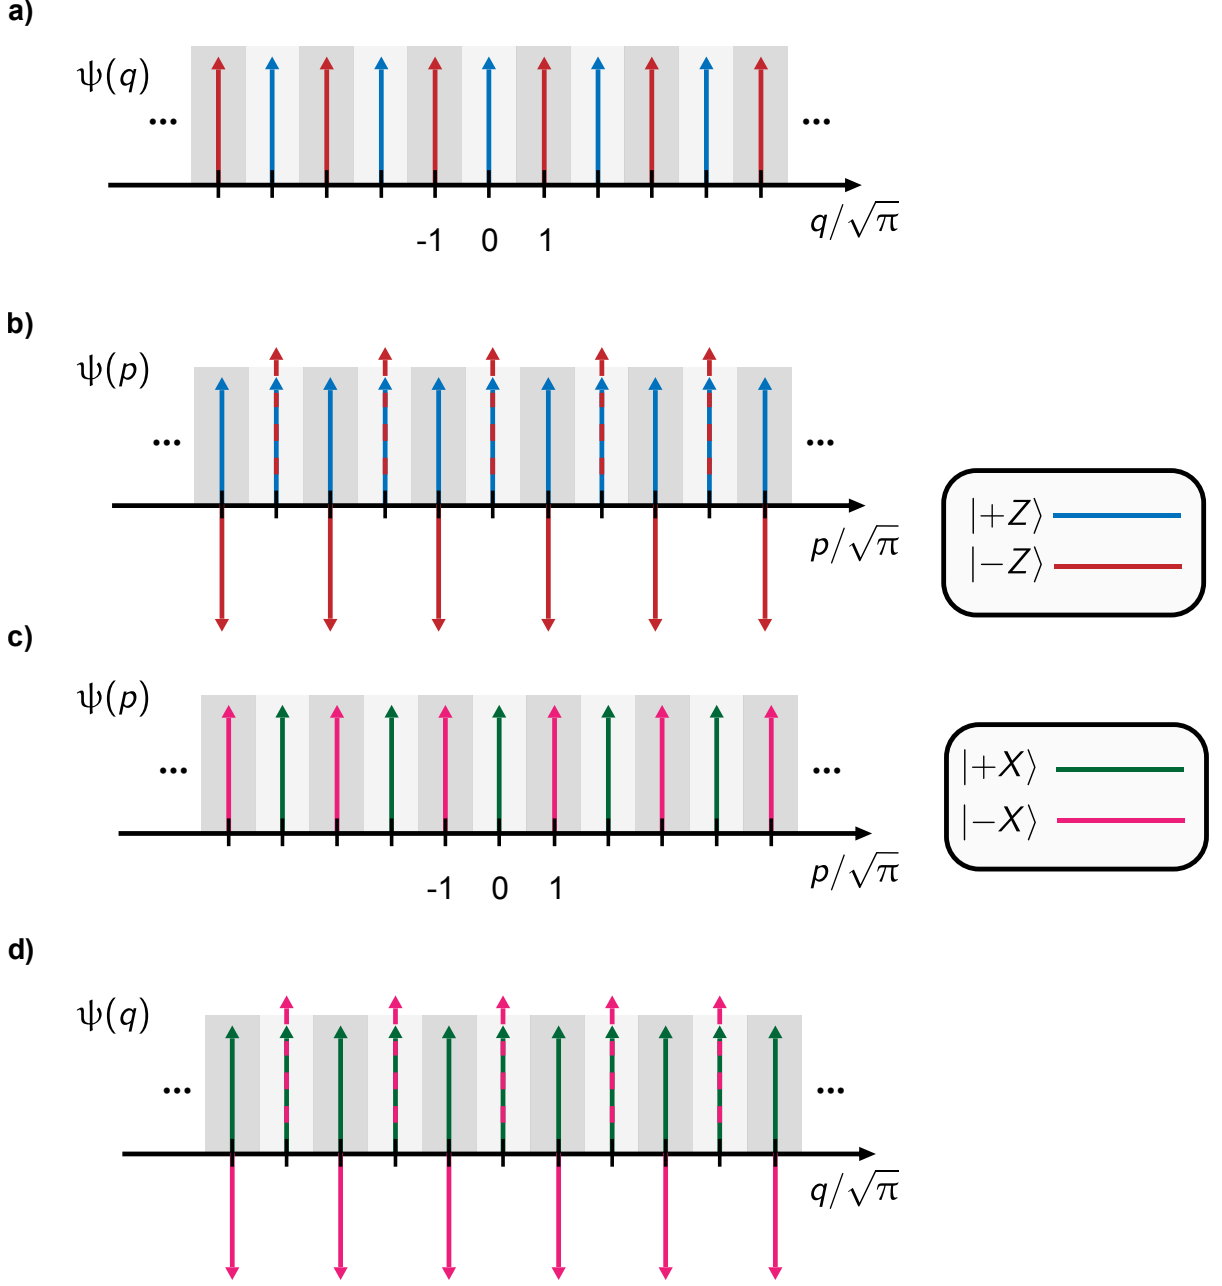 a)
ψ(q)
... ...
q/√π
-1 0 1
b)
ψ(p)
... ...
p/√π
|+Z⟩
|−Z⟩
c)
ψ(p)
... ...
p/√π
-1 0 1
|+X⟩
|−X⟩
d)
ψ(q)
... ...
q/√π